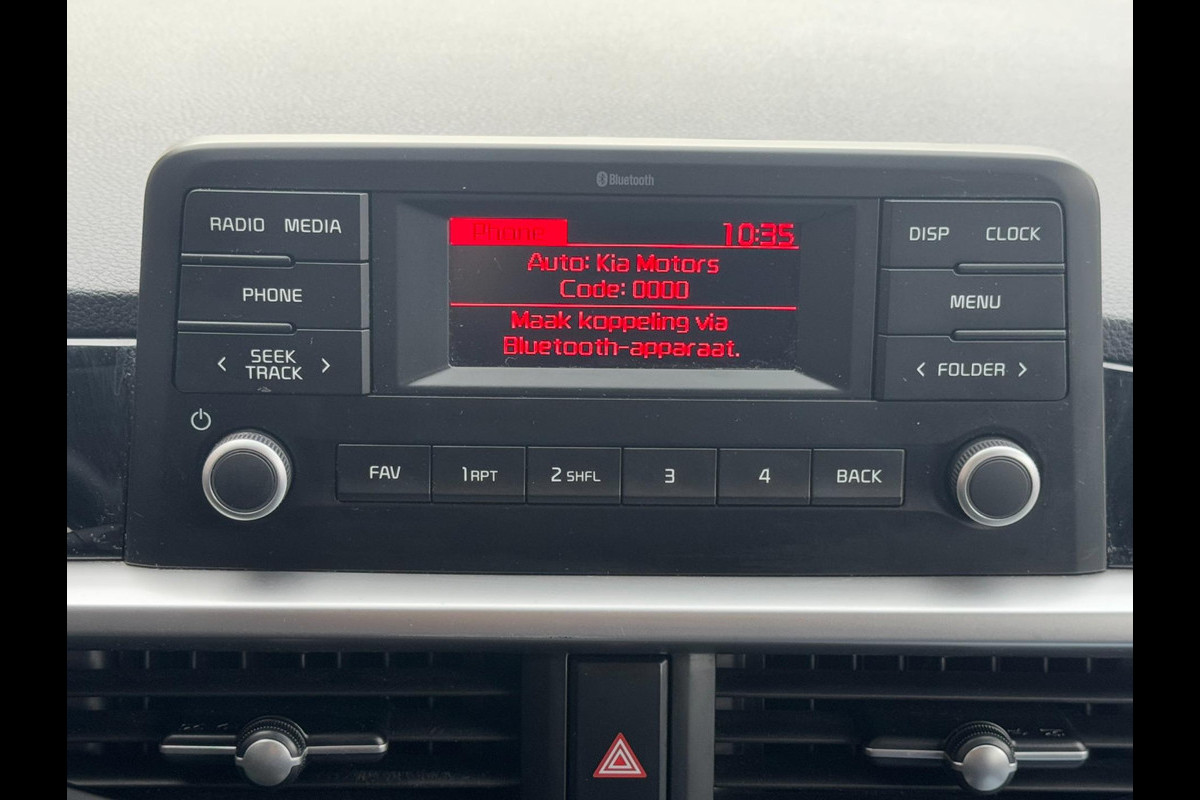 Bluetooth
RADIO MEDIA
PHONE
< SEEK TRACK >
Phone 10:35
Auto: Kia Motors
Code: 0000
Maak koppeling via
Bluetooth-apparaat.
DISP CLOCK
MENU
< FOLDER >
FAV 1 RPT 2 SHFL 3 4 BACK